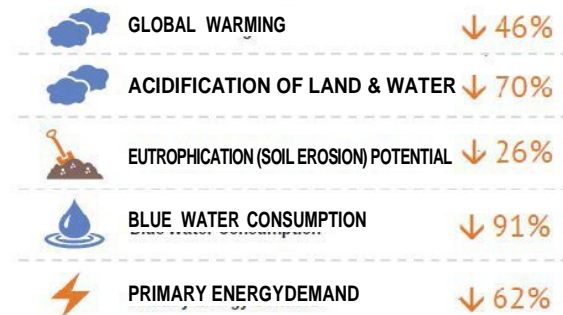 GLOBAL WARMING ↓ 46%
ACIDIFICATION OF LAND & WATER ↓ 70%
EUTROPHICATION (SOIL EROSION) POTENTIAL ↓ 26%
BLUE WATER CONSUMPTION ↓ 91%
PRIMARY ENERGYDEMAND ↓ 62%